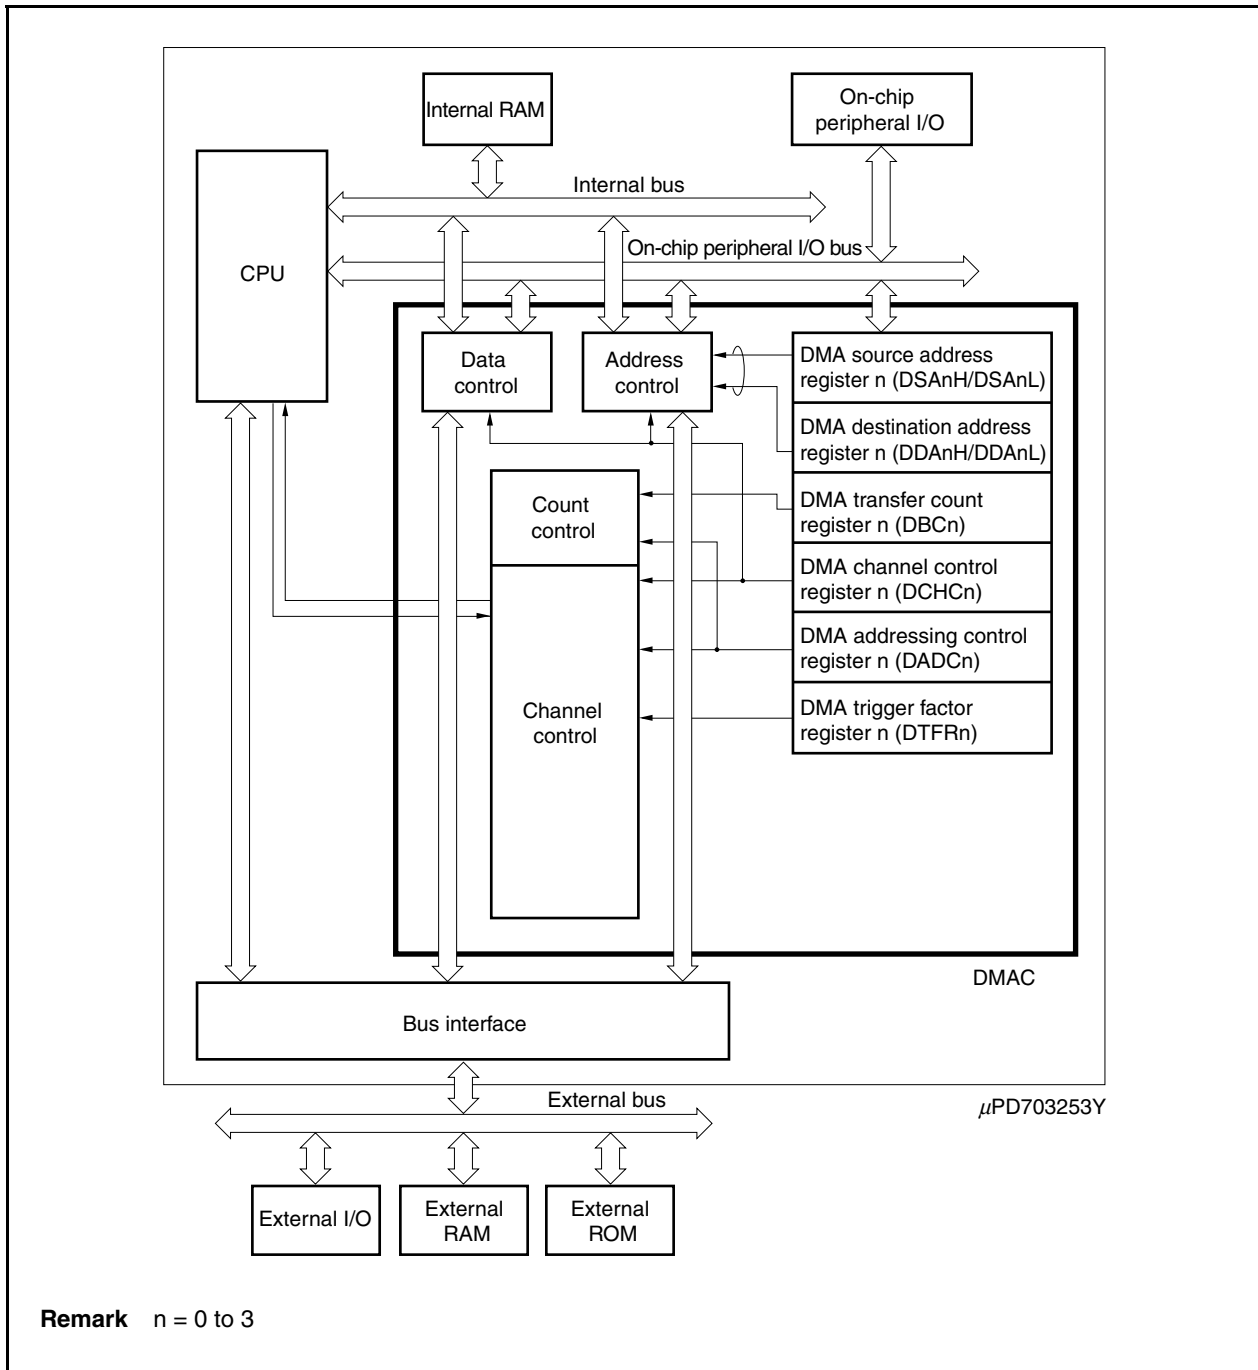 Internal RAM
On-chip
peripheral I/O
Internal bus
On-chip peripheral I/O bus
CPU
Data
control
Address
control
DMA source address
register n (DSAnH/DSAnL)
DMA destination address
register n (DDAnH/DDAnL)
Count
control
DMA transfer count
register n (DBCn)
DMA channel control
register n (DCHCn)
DMA addressing control
register n (DADCn)
Channel
control
DMA trigger factor
register n (DTFRn)
DMAC
Bus interface
External bus
μPD703253Y
External I/O
External
RAM
External
ROM
Remark n = 0 to 3